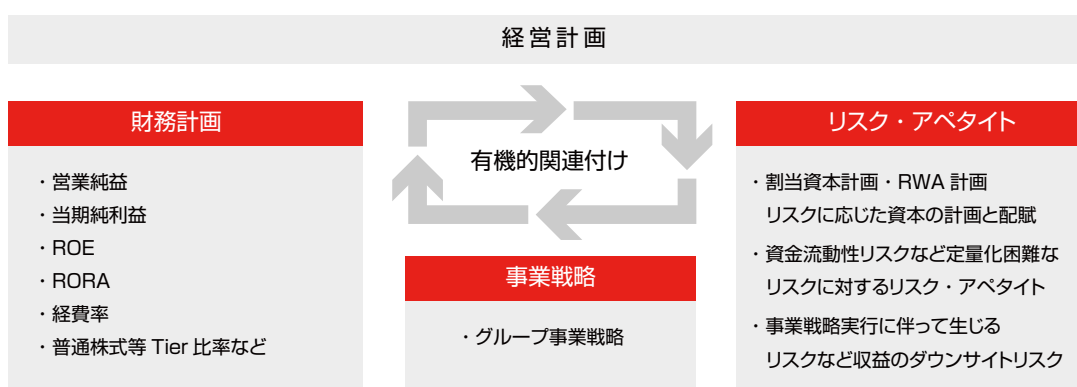 経営計画
財務計画
・営業純益
・当期純利益
・ROE
・RORA
・経費率
・普通株式等 Tier 比率など
有機的関連付け
事業戦略
・グループ事業戦略
リスク・アペタイト
・割当資本計画・RWA 計画
リスクに応じた資本の計画と配賦
・資金流動性リスクなど定量化困難な
リスクに対するリスク・アペタイト
・事業戦略実行に伴って生じる
リスクなど収益のダウンサイトリスク